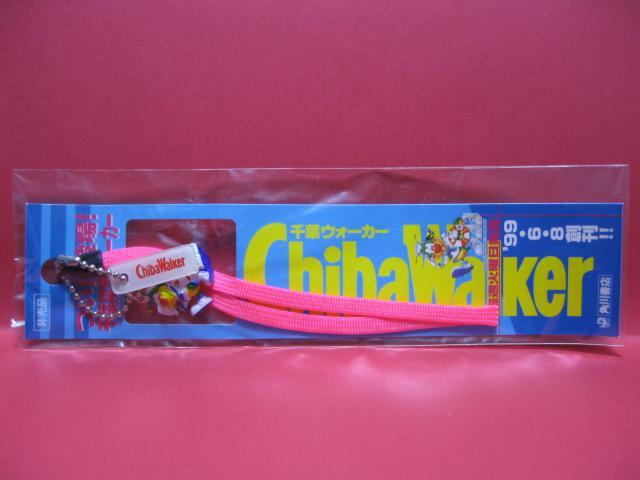 千葉ウォーカー
ChibaWalker
'99・6・8創刊!!
角川書店
ChibaWalker
非売品